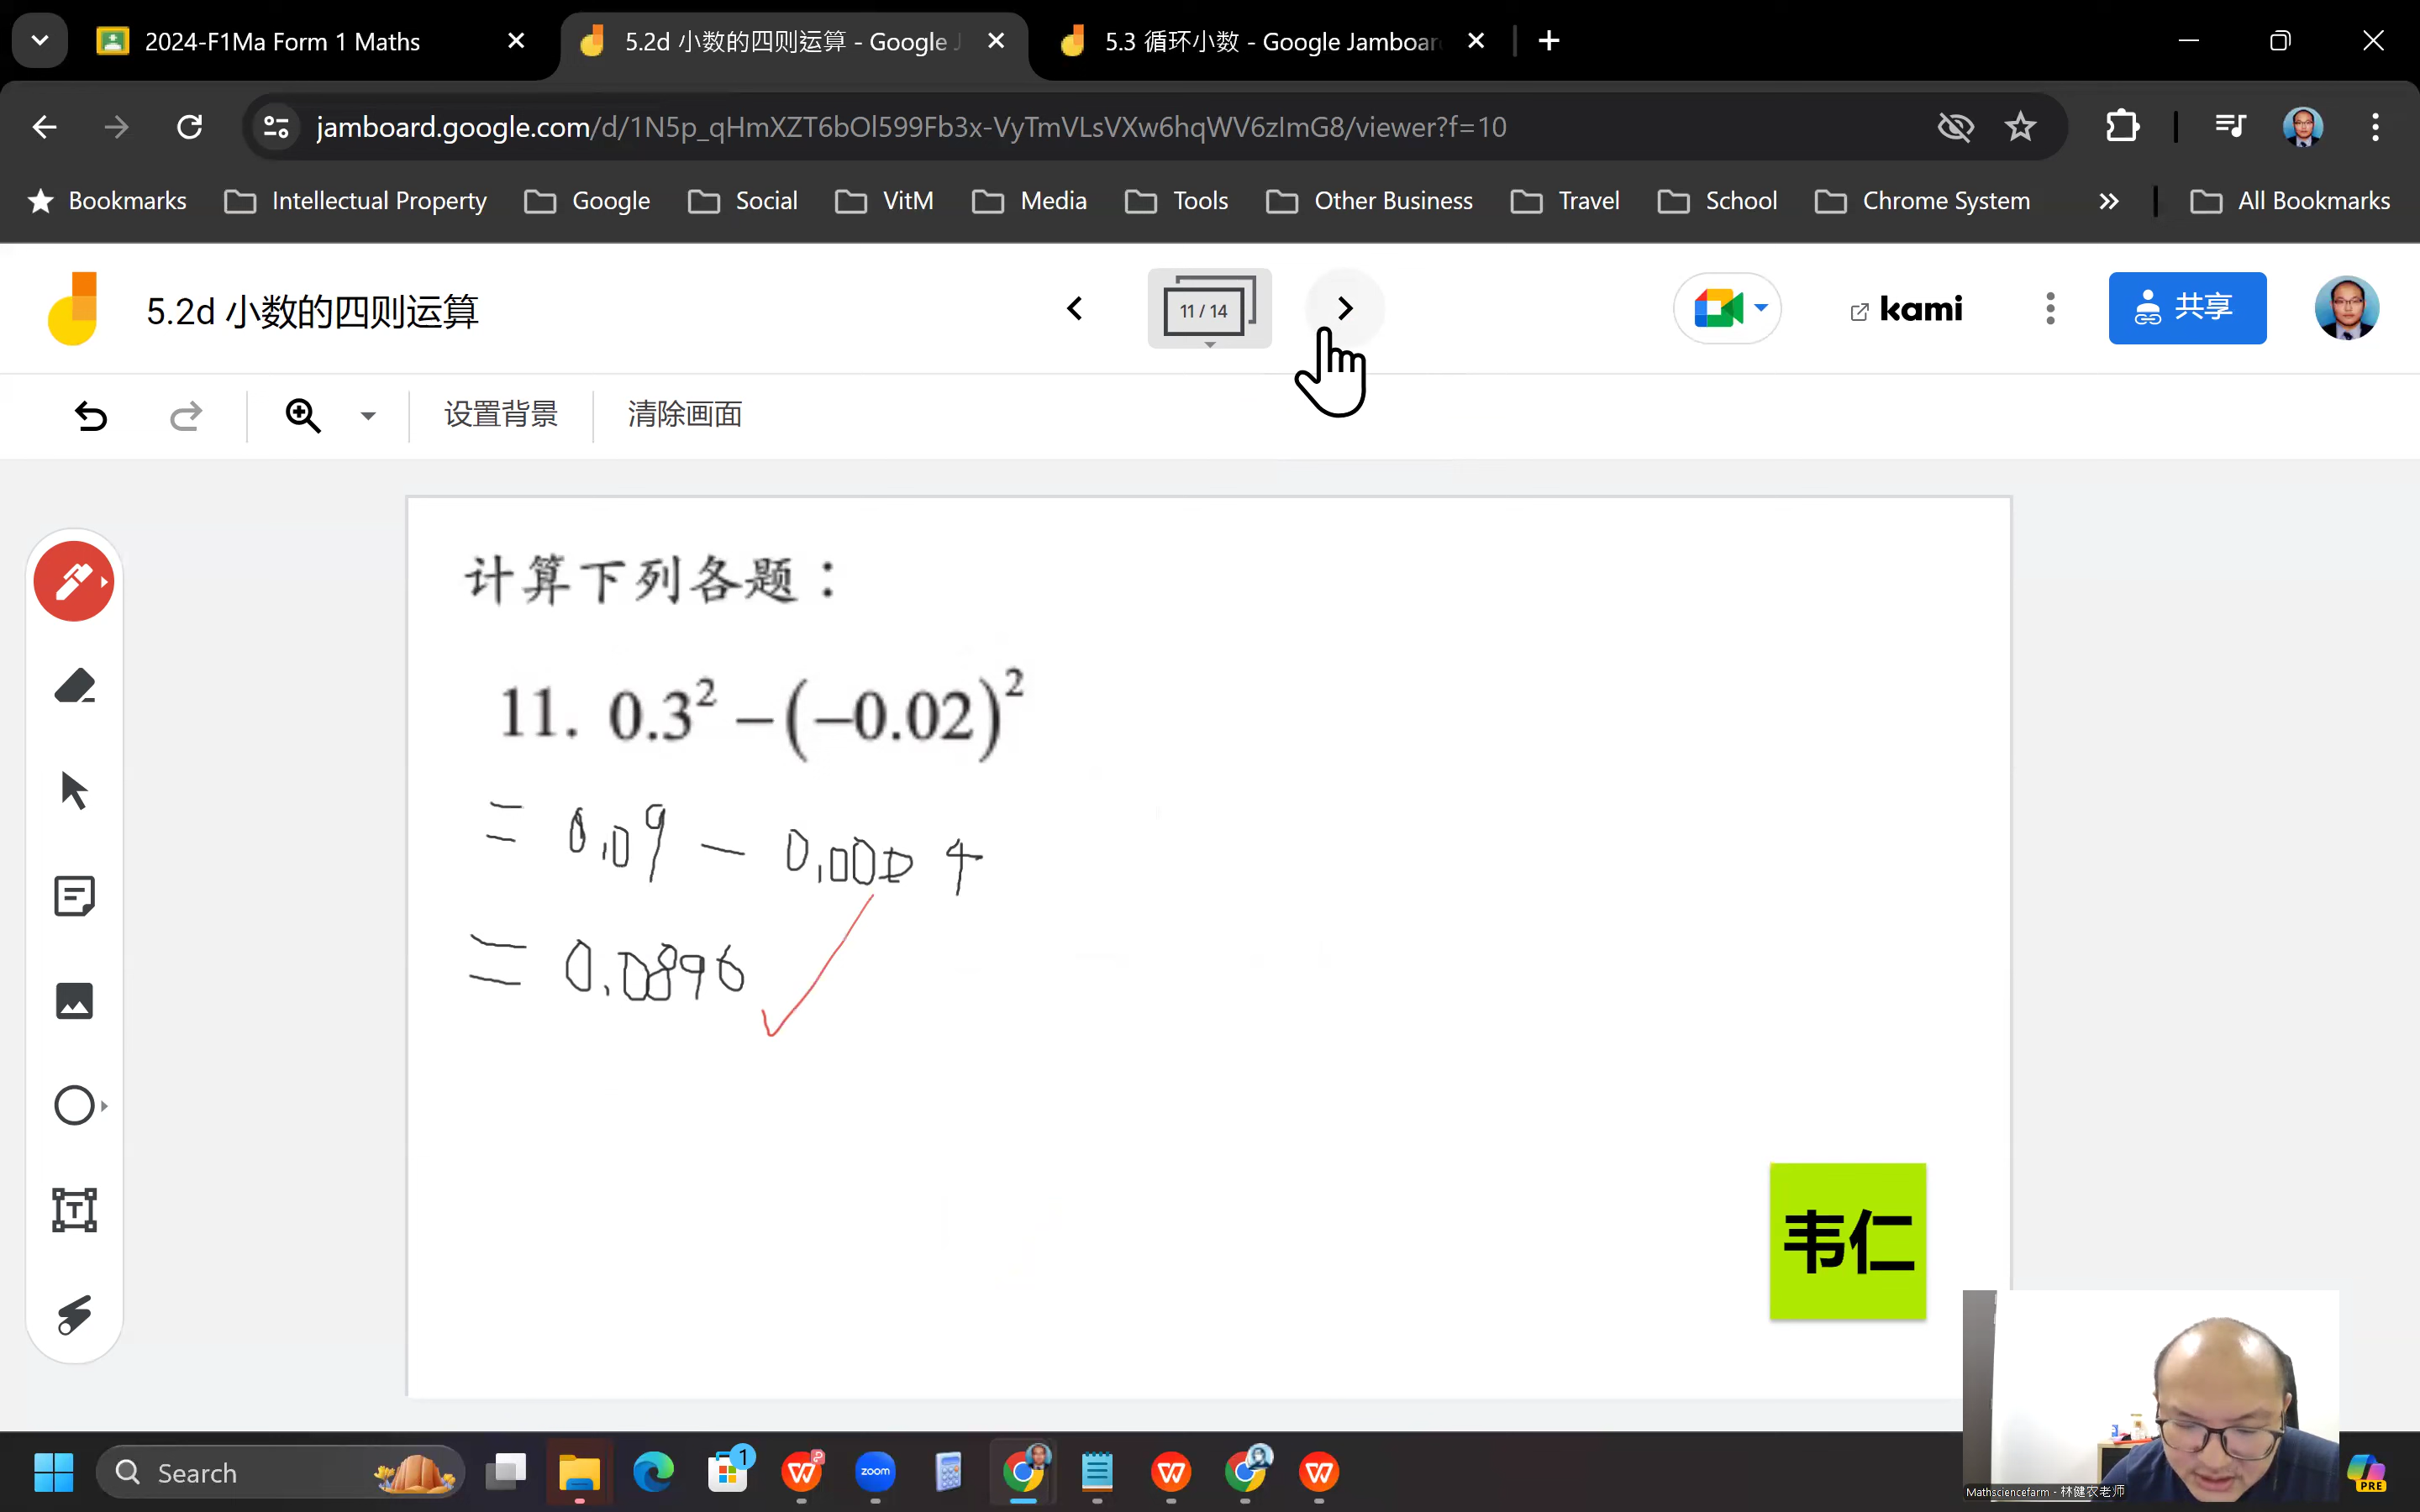 2024-F1Ma Form 1 Maths
5.2d 小数的四则运算 - Google J
5.3 循环小数 - Google Jamboar
jamboard.google.com/d/1N5p_qHmXZT6bOl599Fb3x-VyTmVLsVXw6hqWV6zImG8/viewer?f=10
Bookmarks Intellectual Property Google Social VitM Media Tools Other Business Travel School Chrome System All Bookmarks
5.2d 小数的四则运算
11 / 14
kami
共享
设置背景 清除画面
计算下列各题：
11. 0.3² −(−0.02)²
= 0.09 − 0.0004
= 0.0896
韦仁
Mathsciencefarm - 林健农老师
Search
1
zoom
PRE